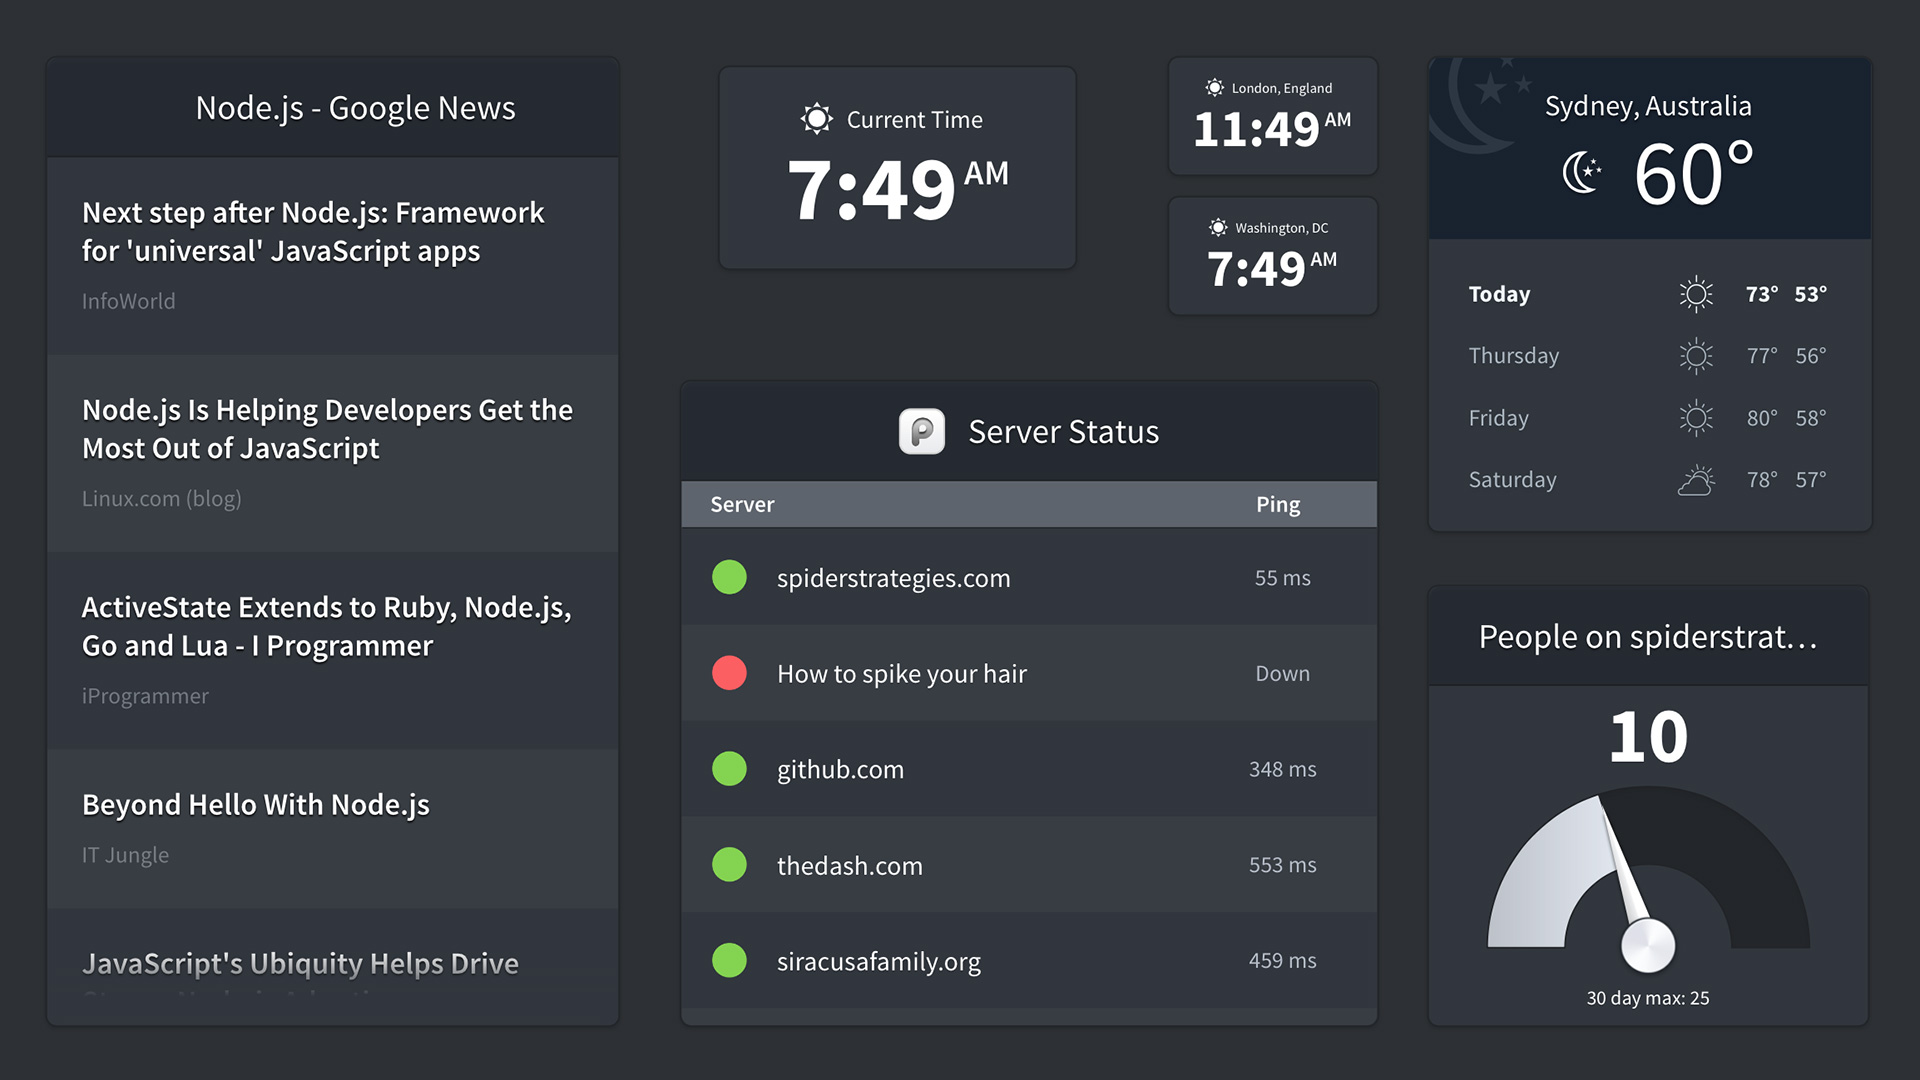 Node.js - Google News
Next step after Node.js: Framework
for 'universal' JavaScript apps
InfoWorld
Node.js Is Helping Developers Get the
Most Out of JavaScript
Linux.com (blog)
ActiveState Extends to Ruby, Node.js,
Go and Lua - I Programmer
iProgrammer
Beyond Hello With Node.js
IT Jungle
JavaScript's Ubiquity Helps Drive
Current Time
7:49 AM
London, England
11:49 AM
Washington, DC
7:49 AM
Server Status
Server Ping
spiderstrategies.com 55 ms
How to spike your hair Down
github.com 348 ms
thedash.com 553 ms
siracusafamily.org 459 ms
Sydney, Australia
60°
Today 73° 53°
Thursday 77° 56°
Friday 80° 58°
Saturday 78° 57°
People on spiderstrat...
10
30 day max: 25